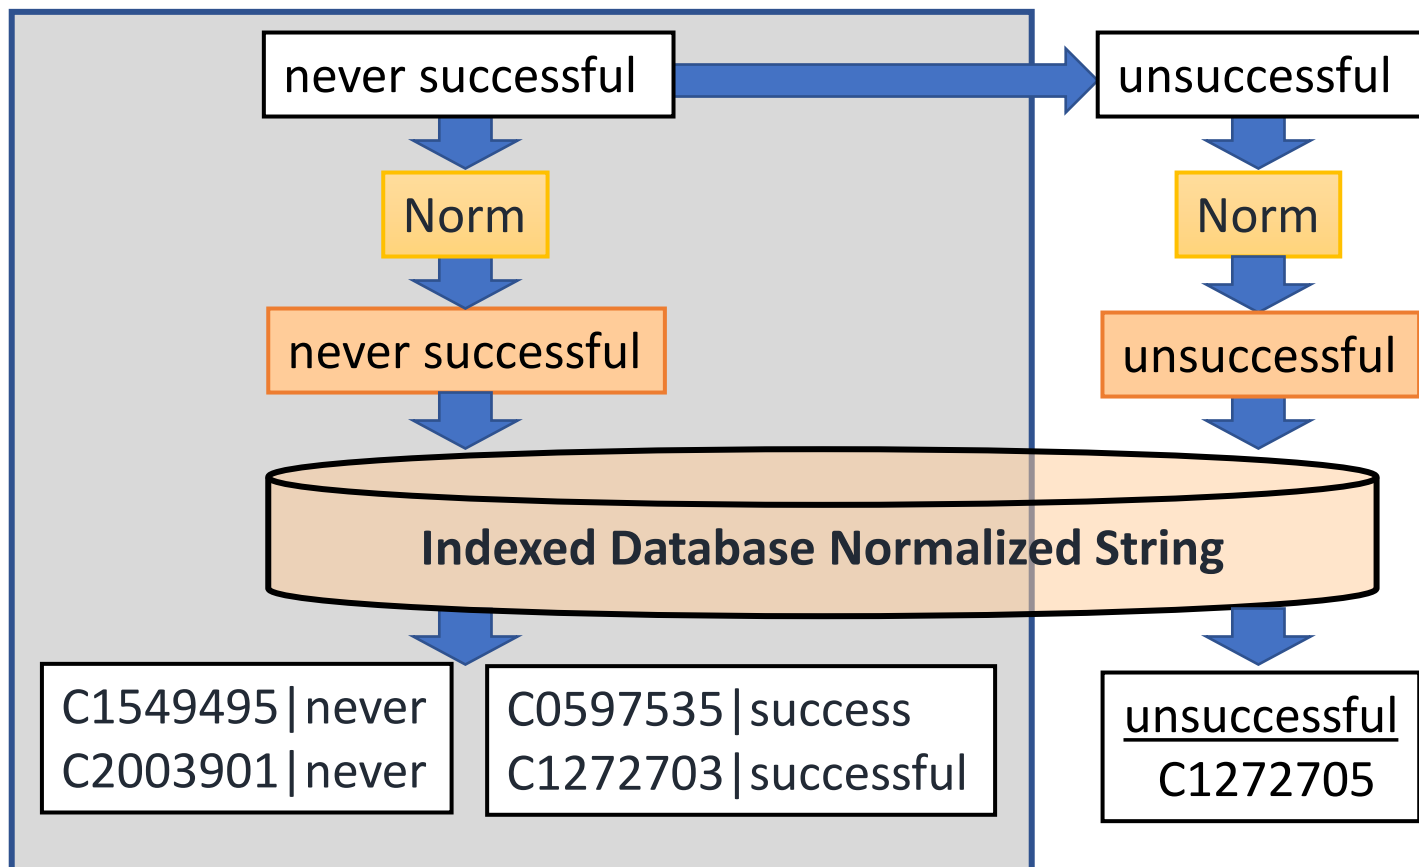 never successful
unsuccessful
Norm
Norm
never successful
unsuccessful
Indexed Database Normalized String
C1549495|never
C2003901|never
C0597535|success
C1272703|successful
unsuccessful
C1272705